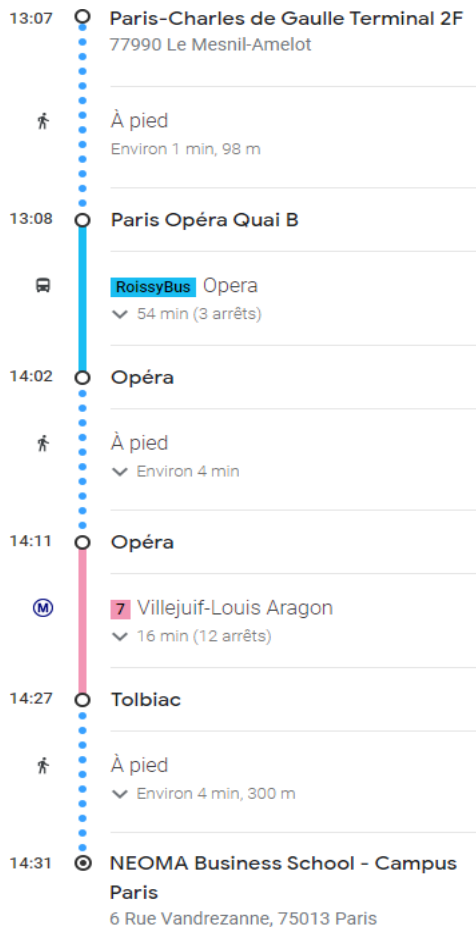 13:07 Paris-Charles de Gaulle Terminal 2F
77990 Le Mesnil-Amelot
À pied
Environ 1 min, 98 m
13:08 Paris Opéra Quai B
RoissyBus Opera
54 min (3 arrêts)
14:02 Opéra
À pied
Environ 4 min
14:11 Opéra
M 7 Villejuif-Louis Aragon
16 min (12 arrêts)
14:27 Tolbiac
À pied
Environ 4 min, 300 m
14:31 NEOMA Business School - Campus
Paris
6 Rue Vandrezanne, 75013 Paris